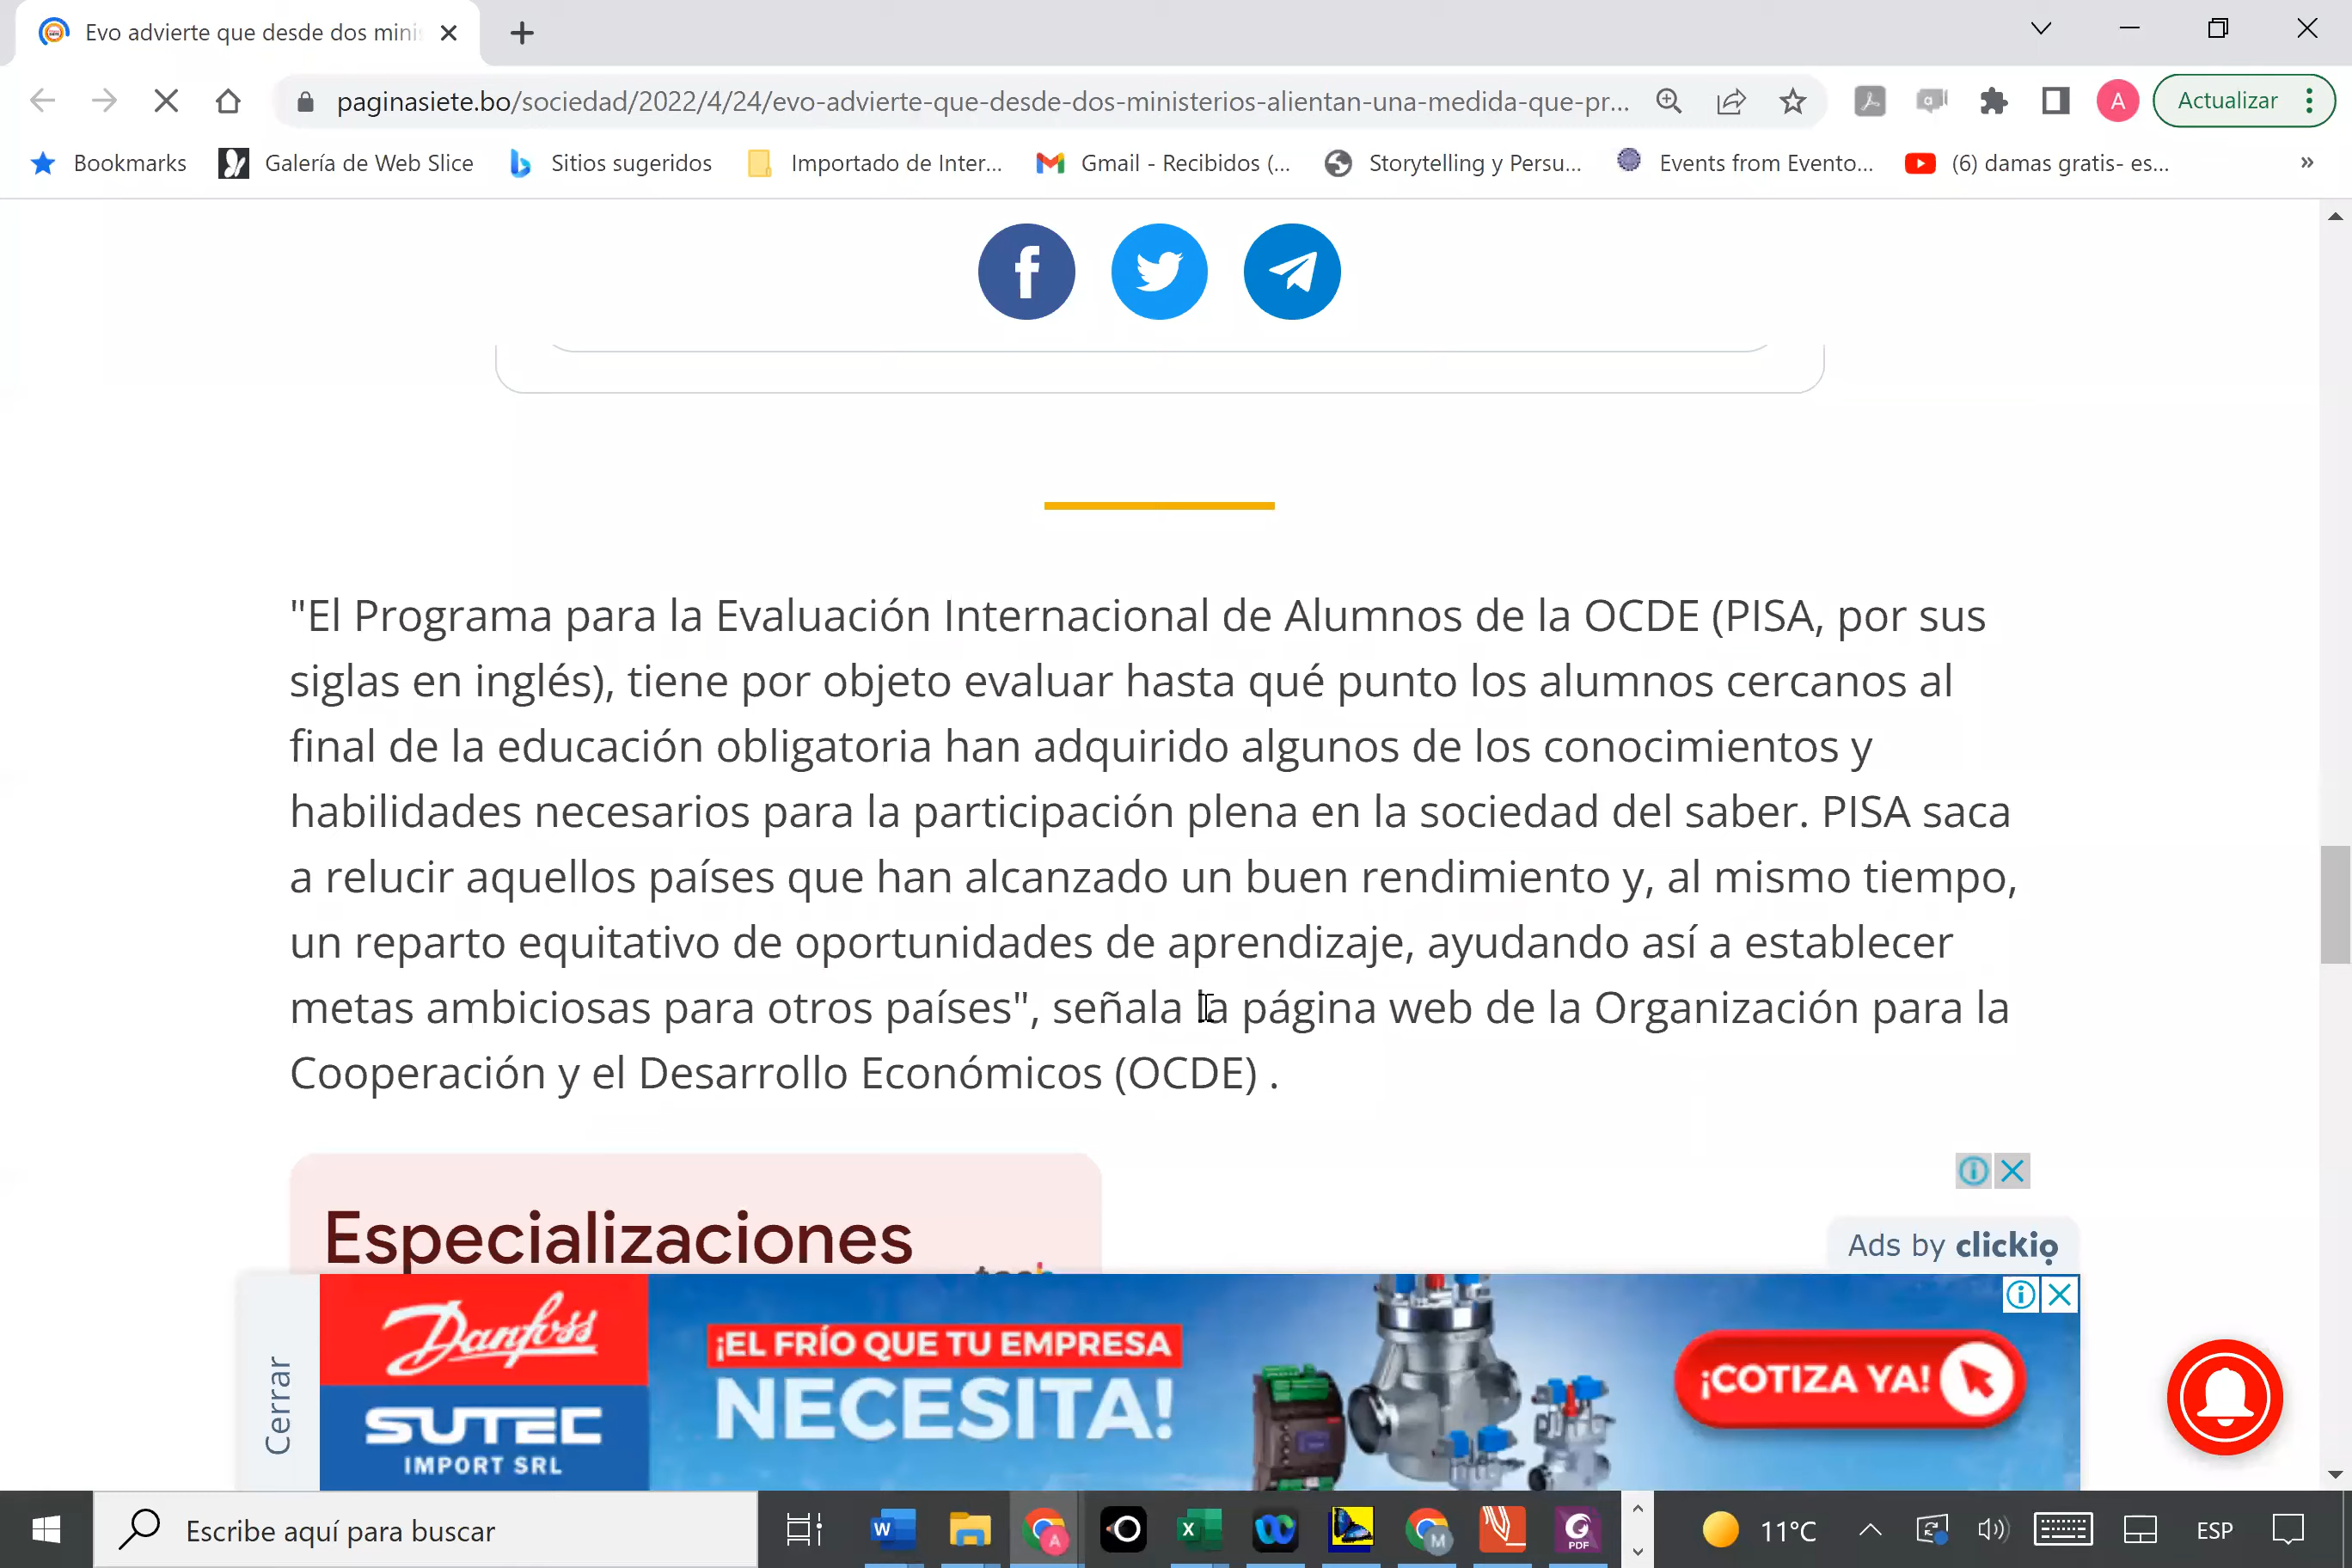 Evo advierte que desde dos minis
paginasiete.bo/sociedad/2022/4/24/evo-advierte-que-desde-dos-ministerios-alientan-una-medida-que-pr...
A
Actualizar
Bookmarks
Galería de Web Slice
Sitios sugeridos
Importado de Inter...
Gmail - Recibidos (...
Storytelling y Persu...
Events from Evento...
(6) damas gratis- es...
»
"El Programa para la Evaluación Internacional de Alumnos de la OCDE (PISA, por sus
siglas en inglés), tiene por objeto evaluar hasta qué punto los alumnos cercanos al
final de la educación obligatoria han adquirido algunos de los conocimientos y
habilidades necesarios para la participación plena en la sociedad del saber. PISA saca
a relucir aquellos países que han alcanzado un buen rendimiento y, al mismo tiempo,
un reparto equitativo de oportunidades de aprendizaje, ayudando así a establecer
metas ambiciosas para otros países", señala la página web de la Organización para la
Cooperación y el Desarrollo Económicos (OCDE) .
Especializaciones
Ads by clickio
Cerrar
Danfoss
SUTEC
IMPORT SRL
¡EL FRÍO QUE TU EMPRESA
NECESITA!
¡COTIZA YA!
Escribe aquí para buscar
W
A
X
M
PDF
11°C
ESP